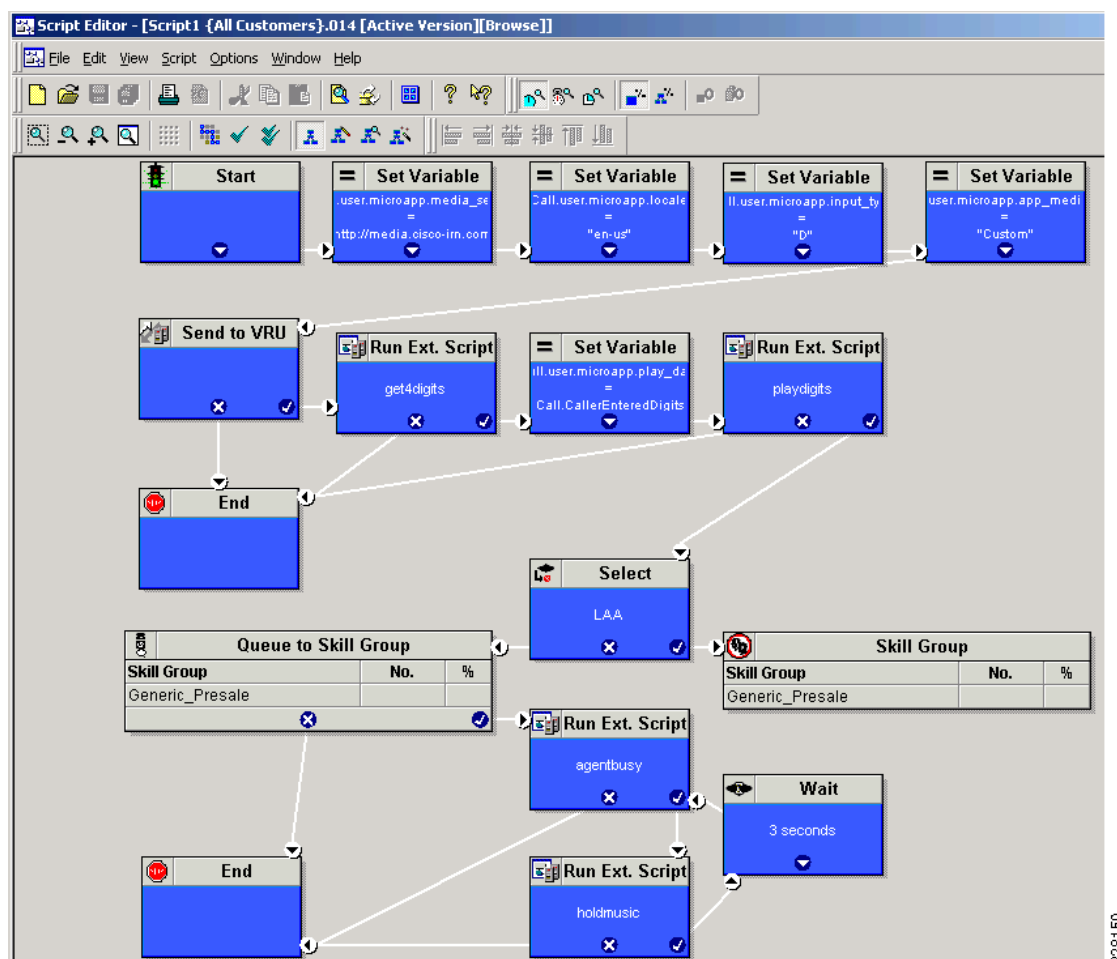 Script Editor - [Script1 {All Customers}.014 [Active Version][Browse]]
File Edit View Script Options Window Help
Start
Set Variable
.user.microapp.media_se
=
http://media.cisco-irn.com
Set Variable
Call.user.microapp.locale
=
"en-us"
Set Variable
ll.user.microapp.input_ty
=
"D"
Set Variable
user.microapp.app_medi
=
"Custom"
Send to VRU
Run Ext. Script
get4digits
Set Variable
ill.user.microapp.play_da
=
Call.CallerEnteredDigits
Run Ext. Script
playdigits
End
Select
LAA
Queue to Skill Group
Skill Group No. %
Generic_Presale
Skill Group
Skill Group No. %
Generic_Presale
Run Ext. Script
agentbusy
Wait
3 seconds
End
Run Ext. Script
holdmusic